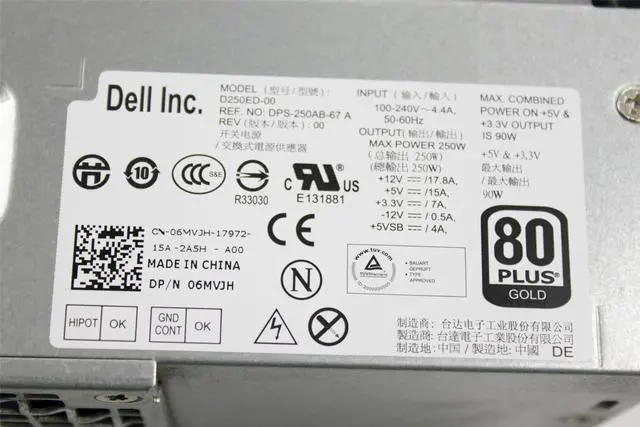 Dell Inc.
MODEL (型号/型號):
D250ED-00
REF. NO: DPS-250AB-67 A
REV (版本/版本): 00
开关电源
/交換式電源供應器
INPUT (输入/輸入)
100-240V~ 4.4A,
50-60Hz
OUTPUT (输出/輸出)
MAX POWER 250W
(总输出 250W)
(總輸出 250W)
+12V ⎓ /17.8A,
+5V ⎓ /15A,
+3.3V ⎓ / 7A,
-12V ⎓ / 0.5A,
+5VSB ⎓ / 4A.
MAX. COMBINED
POWER ON +5V &
+3.3V OUTPUT
IS 90W
+5V & +3.3V
最大输出
/ 最大輸出
90W
10
CCC
S&E
R33030
C UL US
E131881
CN-06MVJH-17972-
15A -2A5H - A00
MADE IN CHINA
DP/N 06MVJH
CE
N
www.tuv.com
TÜVRheinland
BAUART
GEPRUFT
TYPE
APPROVED
80
PLUS
GOLD
HIPOT OK
GND
CONT OK
制造商: 台达电子工业股份有限公司
製造商: 台達電子工業股份有限公司
制造地: 中国 / 製造地: 中國 DE